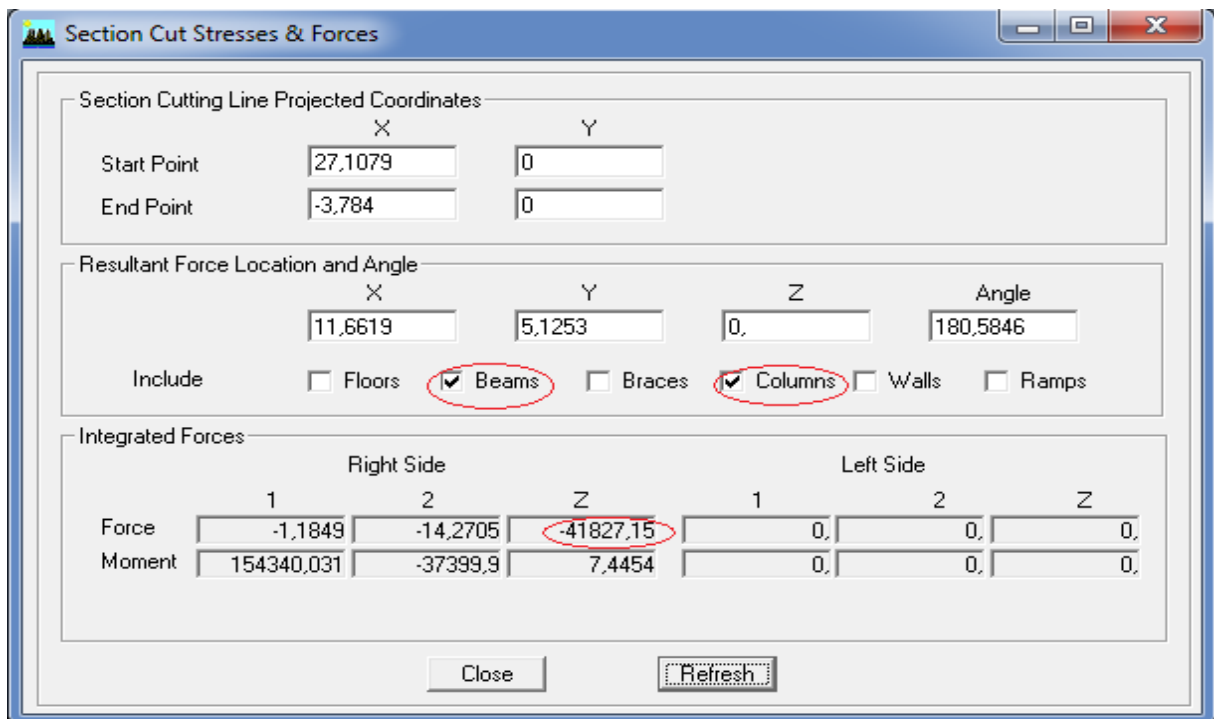 Section Cut Stresses & Forces
Section Cutting Line Projected Coordinates
X Y
Start Point 27,1079 0
End Point -3,784 0
Resultant Force Location and Angle
X Y Z Angle
11,6619 5,1253 0, 180,5846
Include Floors Beams Braces Columns Walls Ramps
Integrated Forces
Right Side Left Side
1 2 Z 1 2 Z
Force -1,1849 -14,2705 -41827,15 0, 0, 0,
Moment 154340,031 -37399,9 7,4454 0, 0, 0,
Close Refresh